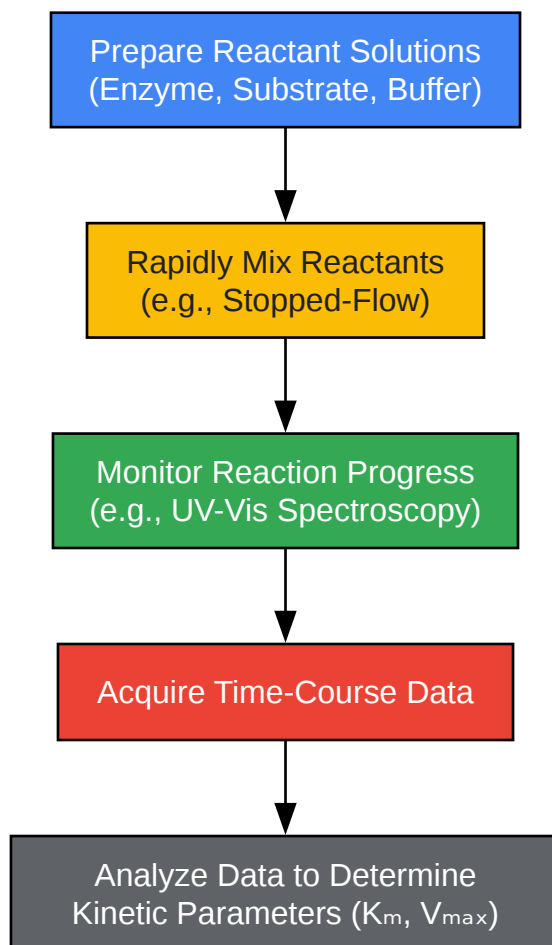 Prepare Reactant Solutions
(Enzyme, Substrate, Buffer)
Rapidly Mix Reactants
(e.g., Stopped-Flow)
Monitor Reaction Progress
(e.g., UV-Vis Spectroscopy)
Acquire Time-Course Data
Analyze Data to Determine
Kinetic Parameters (Kₘ, Vₘₐₓ)